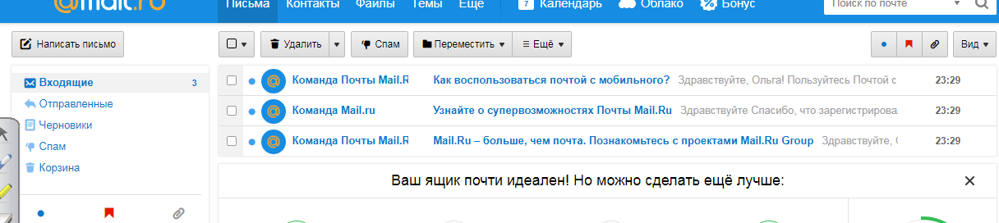 @mail.ru Письма Контакты Файлы Темы Ещё 7 Календарь Облако Бонус Поиск по почте
Написать письмо Удалить Спам Переместить Ещё Вид
Входящие 3
Отправленные
Черновики
Спам
Корзина
Команда Почты Mail.R Как воспользоваться почтой с мобильного? Здравствуйте, Ольга! Пользуйтесь Почтой с 23:29
Команда Mail.ru Узнайте о супервозможностях Почты Mail.Ru Здравствуйте Спасибо, что зарегистрирова 23:29
Команда Почты Mail.R Mail.Ru – больше, чем почта. Познакомьтесь с проектами Mail.Ru Group Здравствуйте, 23:29
Ваш ящик почти идеален! Но можно сделать ещё лучше: